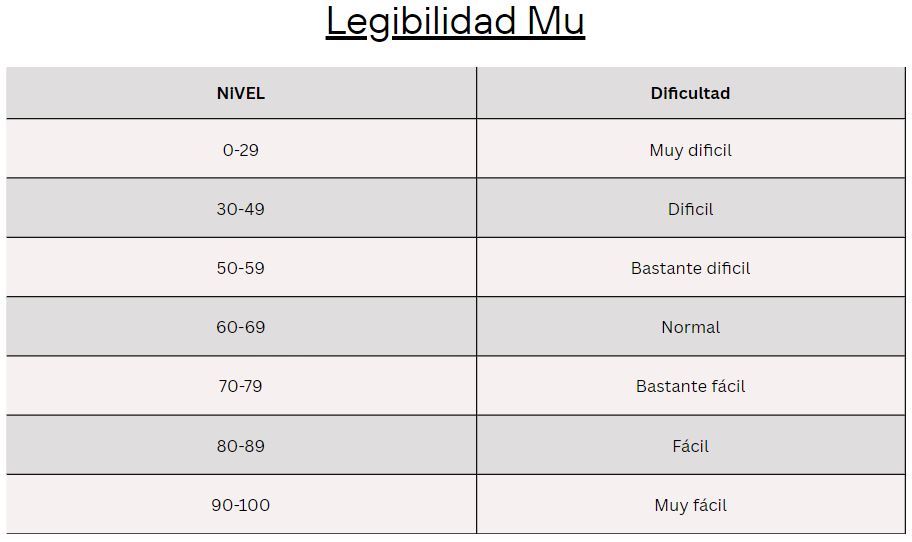 Legibilidad Mu
NiVEL Dificultad
0-29 Muy dificil
30-49 Dificil
50-59 Bastante dificil
60-69 Normal
70-79 Bastante fácil
80-89 Fácil
90-100 Muy fácil